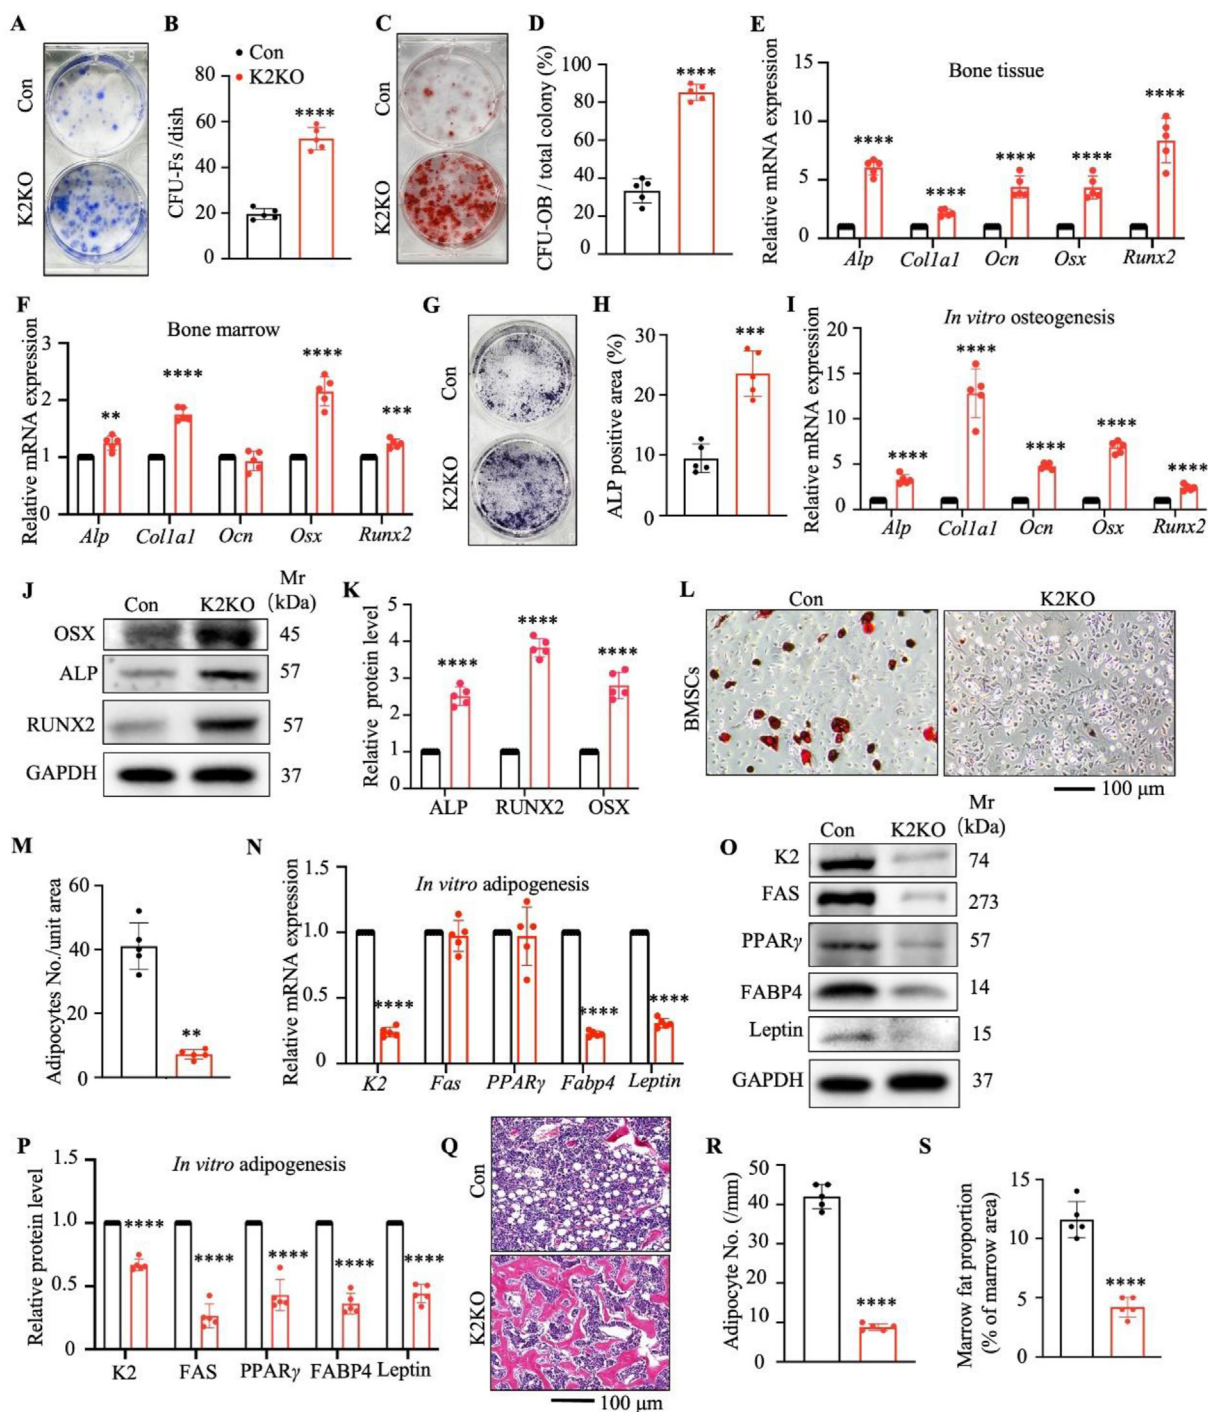 A
Con
K2KO
B
Con
K2KO
CFU-Fs /dish
80
60
40
20
0
****
C
Con
K2KO
D
CFU-OB / total colony (%)
100
80
60
40
20
0
****
E
Bone tissue
Relative mRNA expression
15
10
5
0
**** **** **** **** ****
Alp Col1a1 Ocn Osx Runx2
F
Bone marrow
Relative mRNA expression
3
2
1
0
** **** **** ***
Alp Col1a1 Ocn Osx Runx2
G
Con
K2KO
H
ALP positive area (%)
30
20
10
0
***
I
In vitro osteogenesis
Relative mRNA expression
20
15
10
5
0
**** **** **** **** ****
Alp Col1a1 Ocn Osx Runx2
J
Con K2KO Mr (kDa)
OSX 45
ALP 57
RUNX2 57
GAPDH 37
K
Relative protein level
5
4
3
2
1
0
**** **** ****
ALP RUNX2 OSX
L
Con K2KO
BMSCs
100 μm
M
Adipocytes No./unit area
60
40
20
0
**
N
In vitro adipogenesis
Relative mRNA expression
1.5
1.0
0.5
0
**** **** ****
K2 Fas PPARγ Fabp4 Leptin
O
Con K2KO Mr (kDa)
K2 74
FAS 273
PPARγ 57
FABP4 14
Leptin 15
GAPDH 37
P
In vitro adipogenesis
Relative protein level
1.5
1.0
0.5
0
**** **** **** **** ****
K2 FAS PPARγ FABP4 Leptin
Q
Con
K2KO
100 μm
R
Adipocyte No. (/mm)
50
40
30
20
10
0
****
S
Marrow fat proportion
(% of marrow area)
15
10
5
0
****